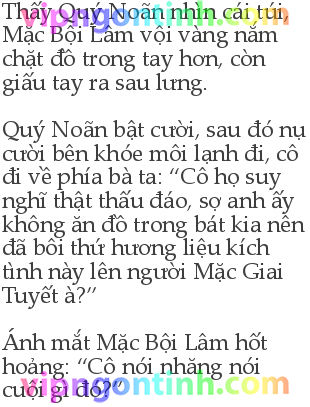 Thấy Quý Noãn nhìn cái túi,
Mặc Bội Lâm vội vàng nắm
chặt đồ trong tay hơn, còn
giấu tay ra sau lưng.
Quý Noãn bật cười, sau đó nụ
cười bên khóe môi lạnh đi, cô
đi về phía bà ta: “Cô họ suy
nghĩ thật thấu đáo, sợ anh ấy
không ăn đồ trong bát kia nên
đã bôi thứ hương liệu kích
tình này lên người Mặc Giai
Tuyết à?”
Ánh mắt Mặc Bội Lâm hốt
hoảng: “Cô nói nhăng nói
cuội gì đó?”
vipngontinh.com
vipngontinh.com